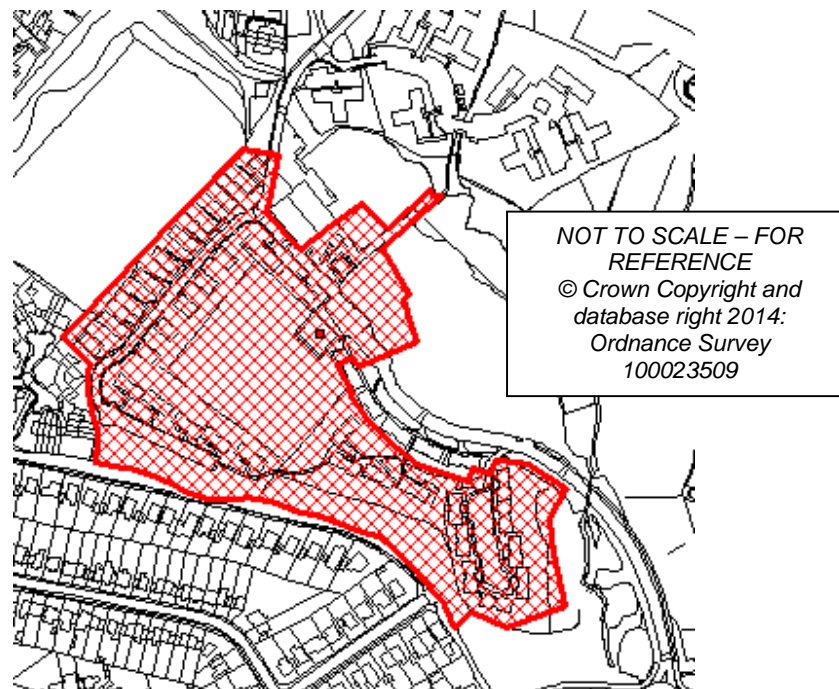 NOT TO SCALE – FOR
REFERENCE
© Crown Copyright and
database right 2014:
Ordnance Survey
100023509